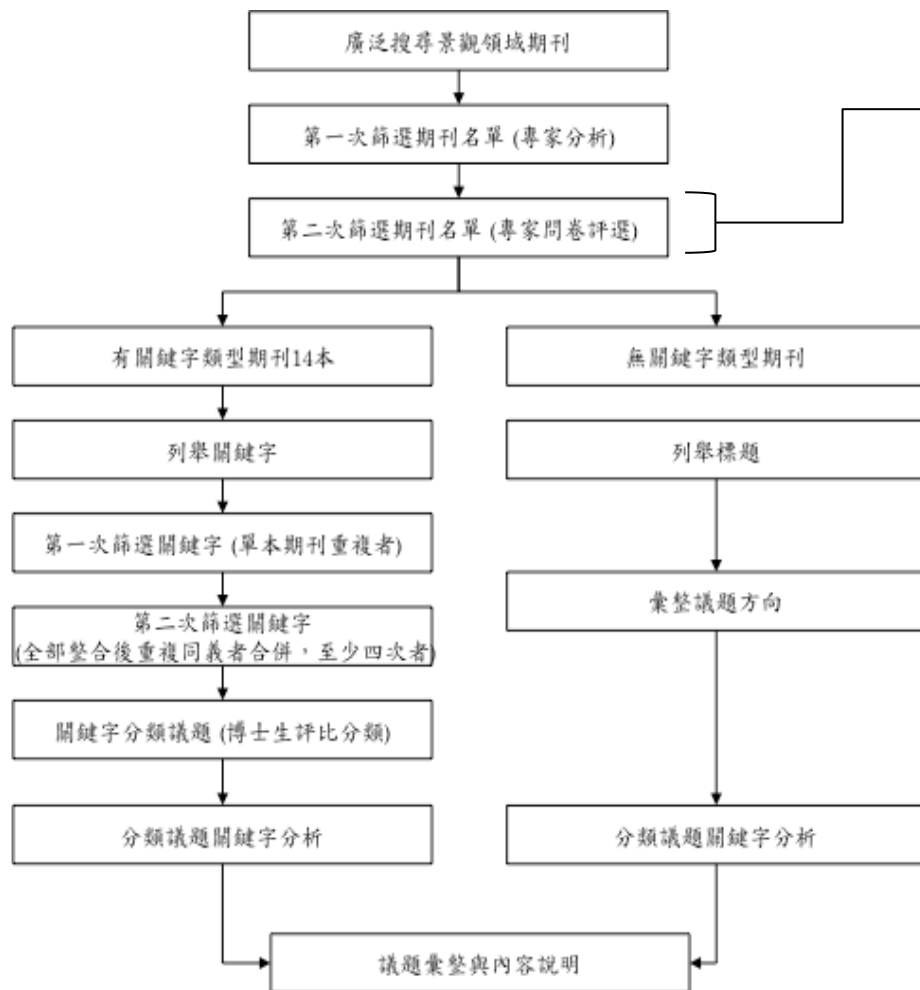 廣泛搜尋景觀領域期刊
第一次篩選期刊名單 (專家分析)
第二次篩選期刊名單 (專家問卷評選)
有關鍵字類型期刊14本
無關鍵字類型期刊
列舉關鍵字
列舉標題
第一次篩選關鍵字 (單本期刊重複者)
彙整議題方向
第二次篩選關鍵字
(全部整合後重複同義者合併，至少四次者)
關鍵字分類議題 (博士生評比分類)
分類議題關鍵字分析
分類議題關鍵字分析
議題彙整與內容說明